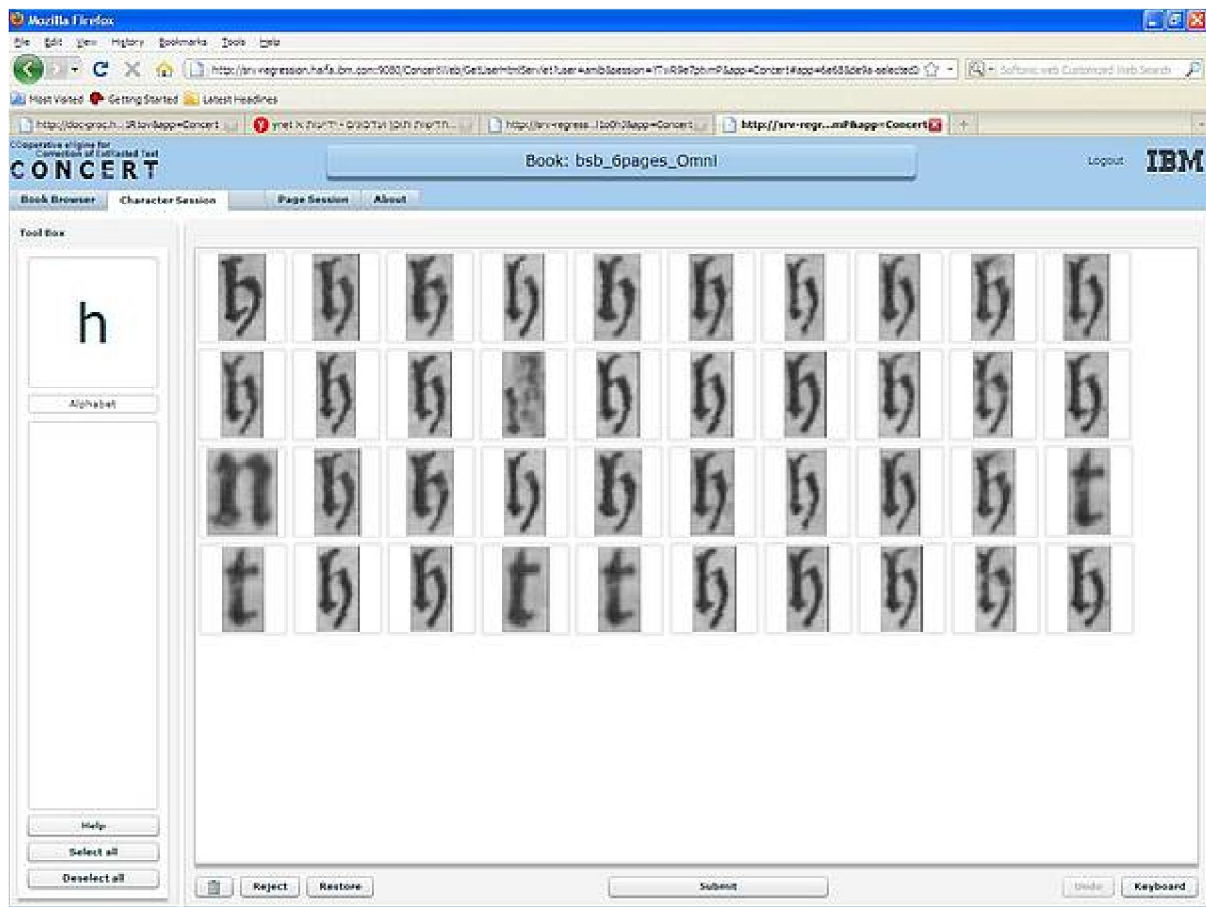 Mozilla Firefox
File Edit View History Bookmarks Tools Help
Most Visited Getting Started Latest Headlines
COoperative eNgine for
Correction of ExtRacted Text
CONCERT
Book: bsb_6pages_Omni
Logout IBM
Book Browser Character Session Page Session About
Tool Box
h
Alphabet
h h h h h h h h h h
h h h h h h h h h
n h h h h h h h h t
t h h t t h h h h h
Help
Select all
Deselect all
Reject Restore Submit Undo Keyboard